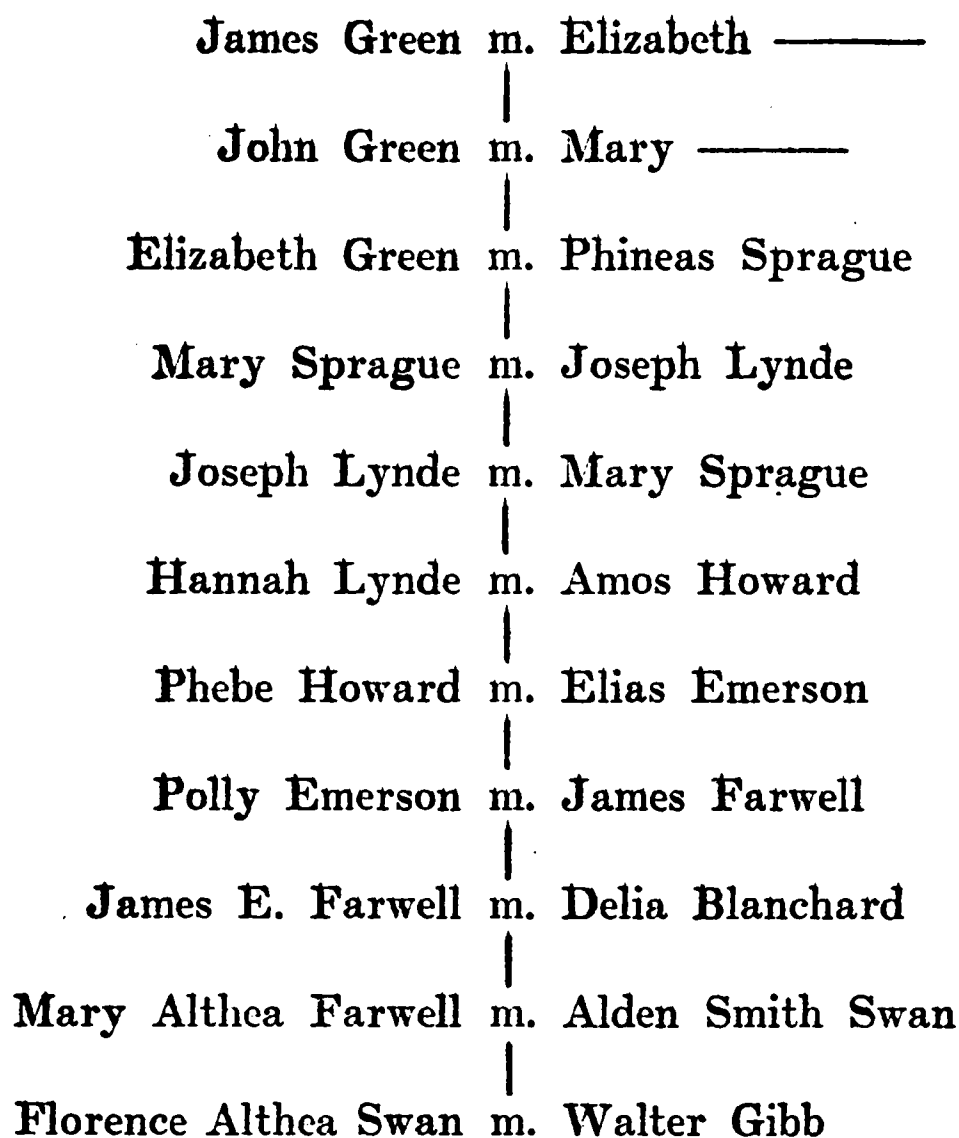 James Green m. Elizabeth ———
John Green m. Mary ———
Elizabeth Green m. Phineas Sprague
Mary Sprague m. Joseph Lynde
Joseph Lynde m. Mary Sprague
Hannah Lynde m. Amos Howard
Phebe Howard m. Elias Emerson
Polly Emerson m. James Farwell
James E. Farwell m. Delia Blanchard
Mary Althea Farwell m. Alden Smith Swan
Florence Althea Swan m. Walter Gibb